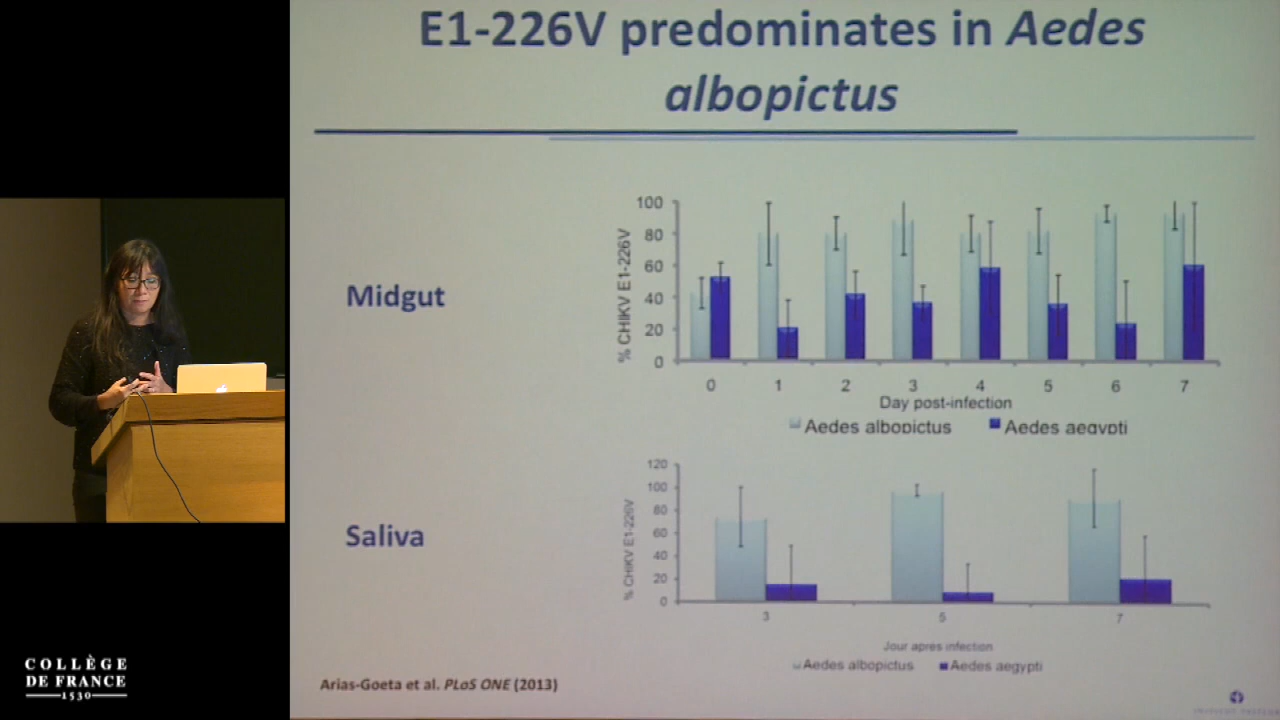 E1-226V predominates in Aedes
albopictus
Midgut
% CHIKV E1-226V
100
80
60
40
20
0
0 1 2 3 4 5 6 7
Day post-infection
Aedes albopictus Aedes aegypti
Saliva
% CHIKV E1-226V
120
100
80
60
40
20
0
3 5 7
Jour apres infection
Aedes albopictus Aedes aegypti
Arias-Goeta et al. PLoS ONE (2013)
COLLÈGE
DE FRANCE
1530